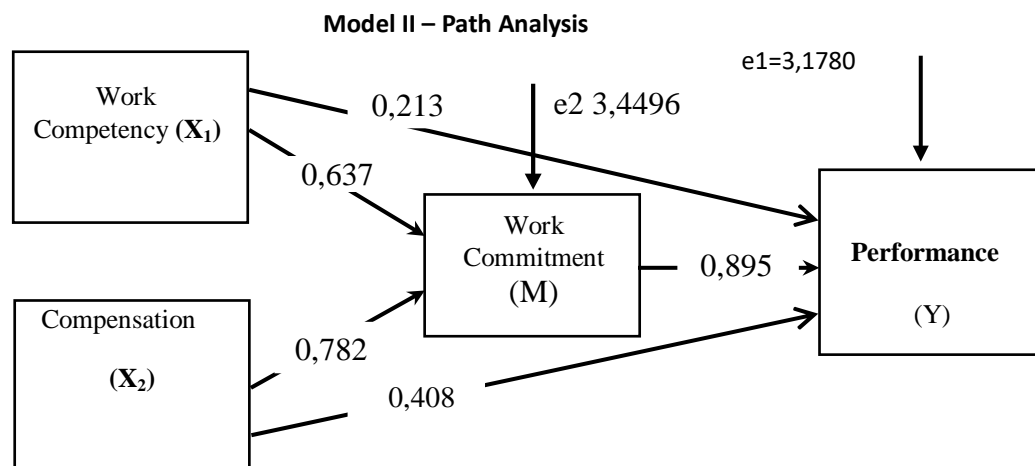 Model II – Path Analysis
e1=3,1780
Work
Competency (X₁)
0,213
e2 3,4496
0,637
Work
Commitment
(M)
0,895
Performance
(Y)
Compensation
(X₂)
0,782
0,408